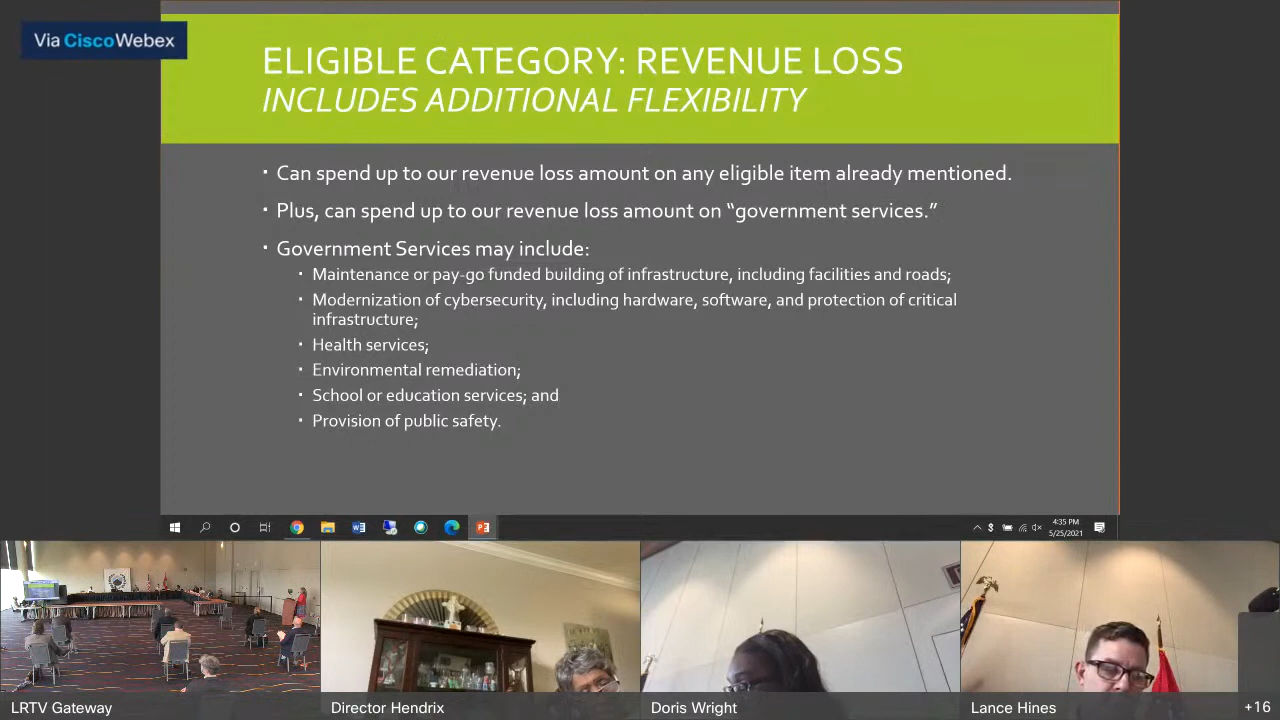 Via Cisco Webex
ELIGIBLE CATEGORY: REVENUE LOSS
INCLUDES ADDITIONAL FLEXIBILITY
· Can spend up to our revenue loss amount on any eligible item already mentioned.
· Plus, can spend up to our revenue loss amount on “government services.”
· Government Services may include:
· Maintenance or pay-go funded building of infrastructure, including facilities and roads;
· Modernization of cybersecurity, including hardware, software, and protection of critical
infrastructure;
· Health services;
· Environmental remediation;
· School or education services; and
· Provision of public safety.
4:35 PM
5/25/2021
LRTV Gateway
Director Hendrix
Doris Wright
Lance Hines
+16